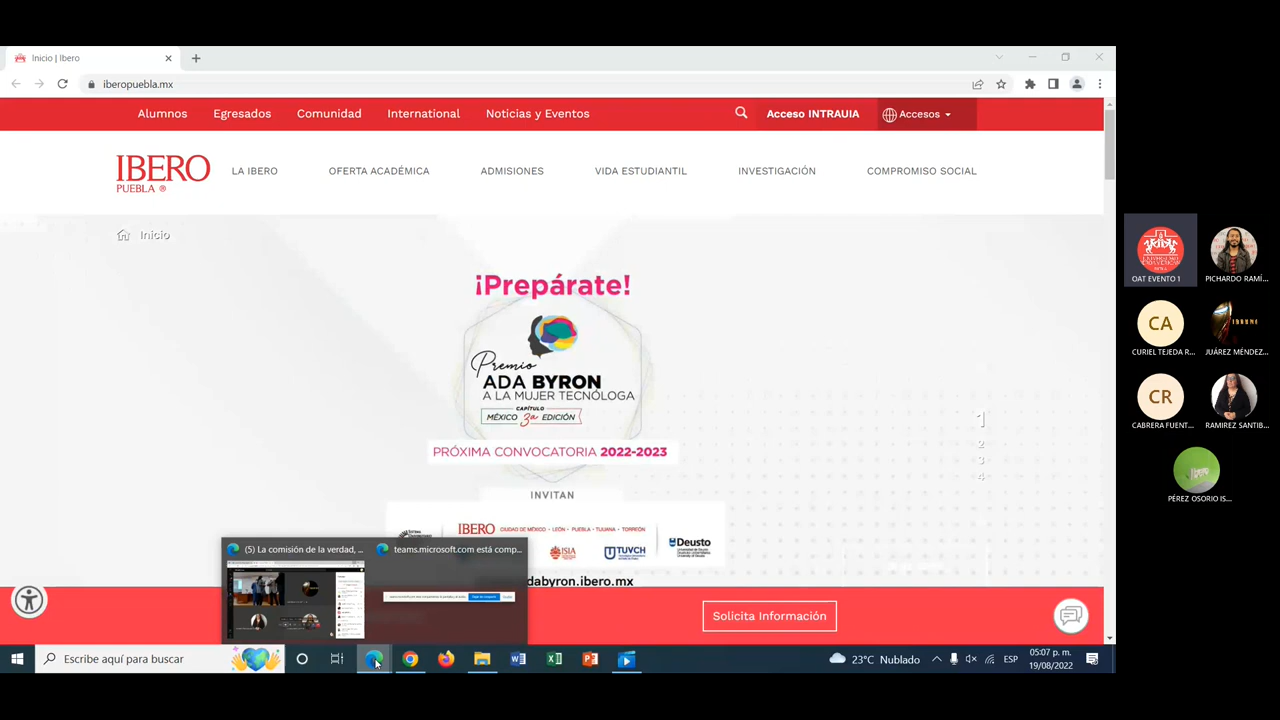 Inicio | Ibero
iberopuebla.mx
Alumnos Egresados Comunidad International Noticias y Eventos Acceso INTRAUIA Accesos
IBERO
PUEBLA ®
LA IBERO OFERTA ACADÉMICA ADMISIONES VIDA ESTUDIANTIL INVESTIGACIÓN COMPROMISO SOCIAL
Inicio
¡Prepárate!
Premio
ADA BYRON
A LA MUJER TECNÓLOGA
CAPÍTULO
MÉXICO 3a EDICIÓN
PRÓXIMA CONVOCATORIA 2022-2023
INVITAN
1
2
3
4
IBERO CIUDAD DE MÉXICO • LEÓN • PUEBLA • TIJUANA • TORREÓN
ISIA
TUVCH
Deusto
dabyron.ibero.mx
(5) La comisión de la verdad, ...
teams.microsoft.com está comp...
Solicita Información
Escribe aquí para buscar
23°C Nublado
ESP
05:07 p. m.
19/08/2022
OAT EVENTO 1
PICHARDO RAMÍ...
CA
CURIEL TEJEDA R...
JUÁREZ MÉNDEZ...
CR
CABRERA FUENT...
RAMIREZ SANTIB...
PÉREZ OSORIO IS...